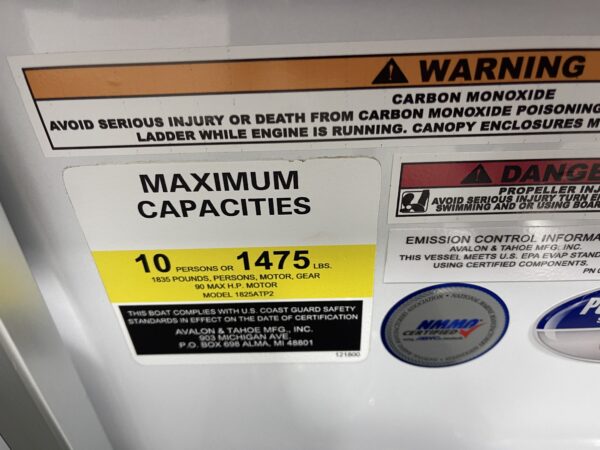 WARNING
CARBON MONOXIDE
AVOID SERIOUS INJURY OR DEATH FROM CARBON MONOXIDE POISONING
LADDER WHILE ENGINE IS RUNNING. CANOPY ENCLOSURES M
MAXIMUM
CAPACITIES
10 PERSONS OR 1475 LBS.
1835 POUNDS, PERSONS, MOTOR, GEAR
90 MAX H.P. MOTOR
MODEL 1825ATP2
THIS BOAT COMPLIES WITH U.S. COAST GUARD SAFETY
STANDARDS IN EFFECT ON THE DATE OF CERTIFICATION
AVALON & TAHOE MFG., INC.
903 MICHIGAN AVE.
P.O. BOX 698 ALMA, MI 48801
121800
DANGE
PROPELLER INJ
AVOID SERIOUS INJURY TURN E
SWIMMING AND OR USING BOAR
EMISSION CONTROL INFORMA
AVALON & TAHOE MFG. INC.
THIS VESSEL MEETS U.S. EPA EVAP STAND
USING CERTIFIED COMPONENTS.
PN
NMMA
CERTIFIED